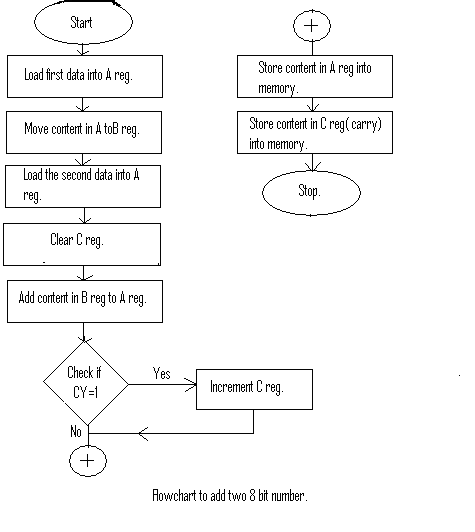 Start
Load first data into A reg.
Move content in A toB reg.
Load the second data into A
reg.
Clear C reg.
Add content in B reg to A reg.
Check if
CY=1
Yes
Increment C reg.
No
+
+
Store content in A reg into
memory.
Store content in C reg( carry)
into memory.
Stop.
Flowchart to add two 8 bit number.